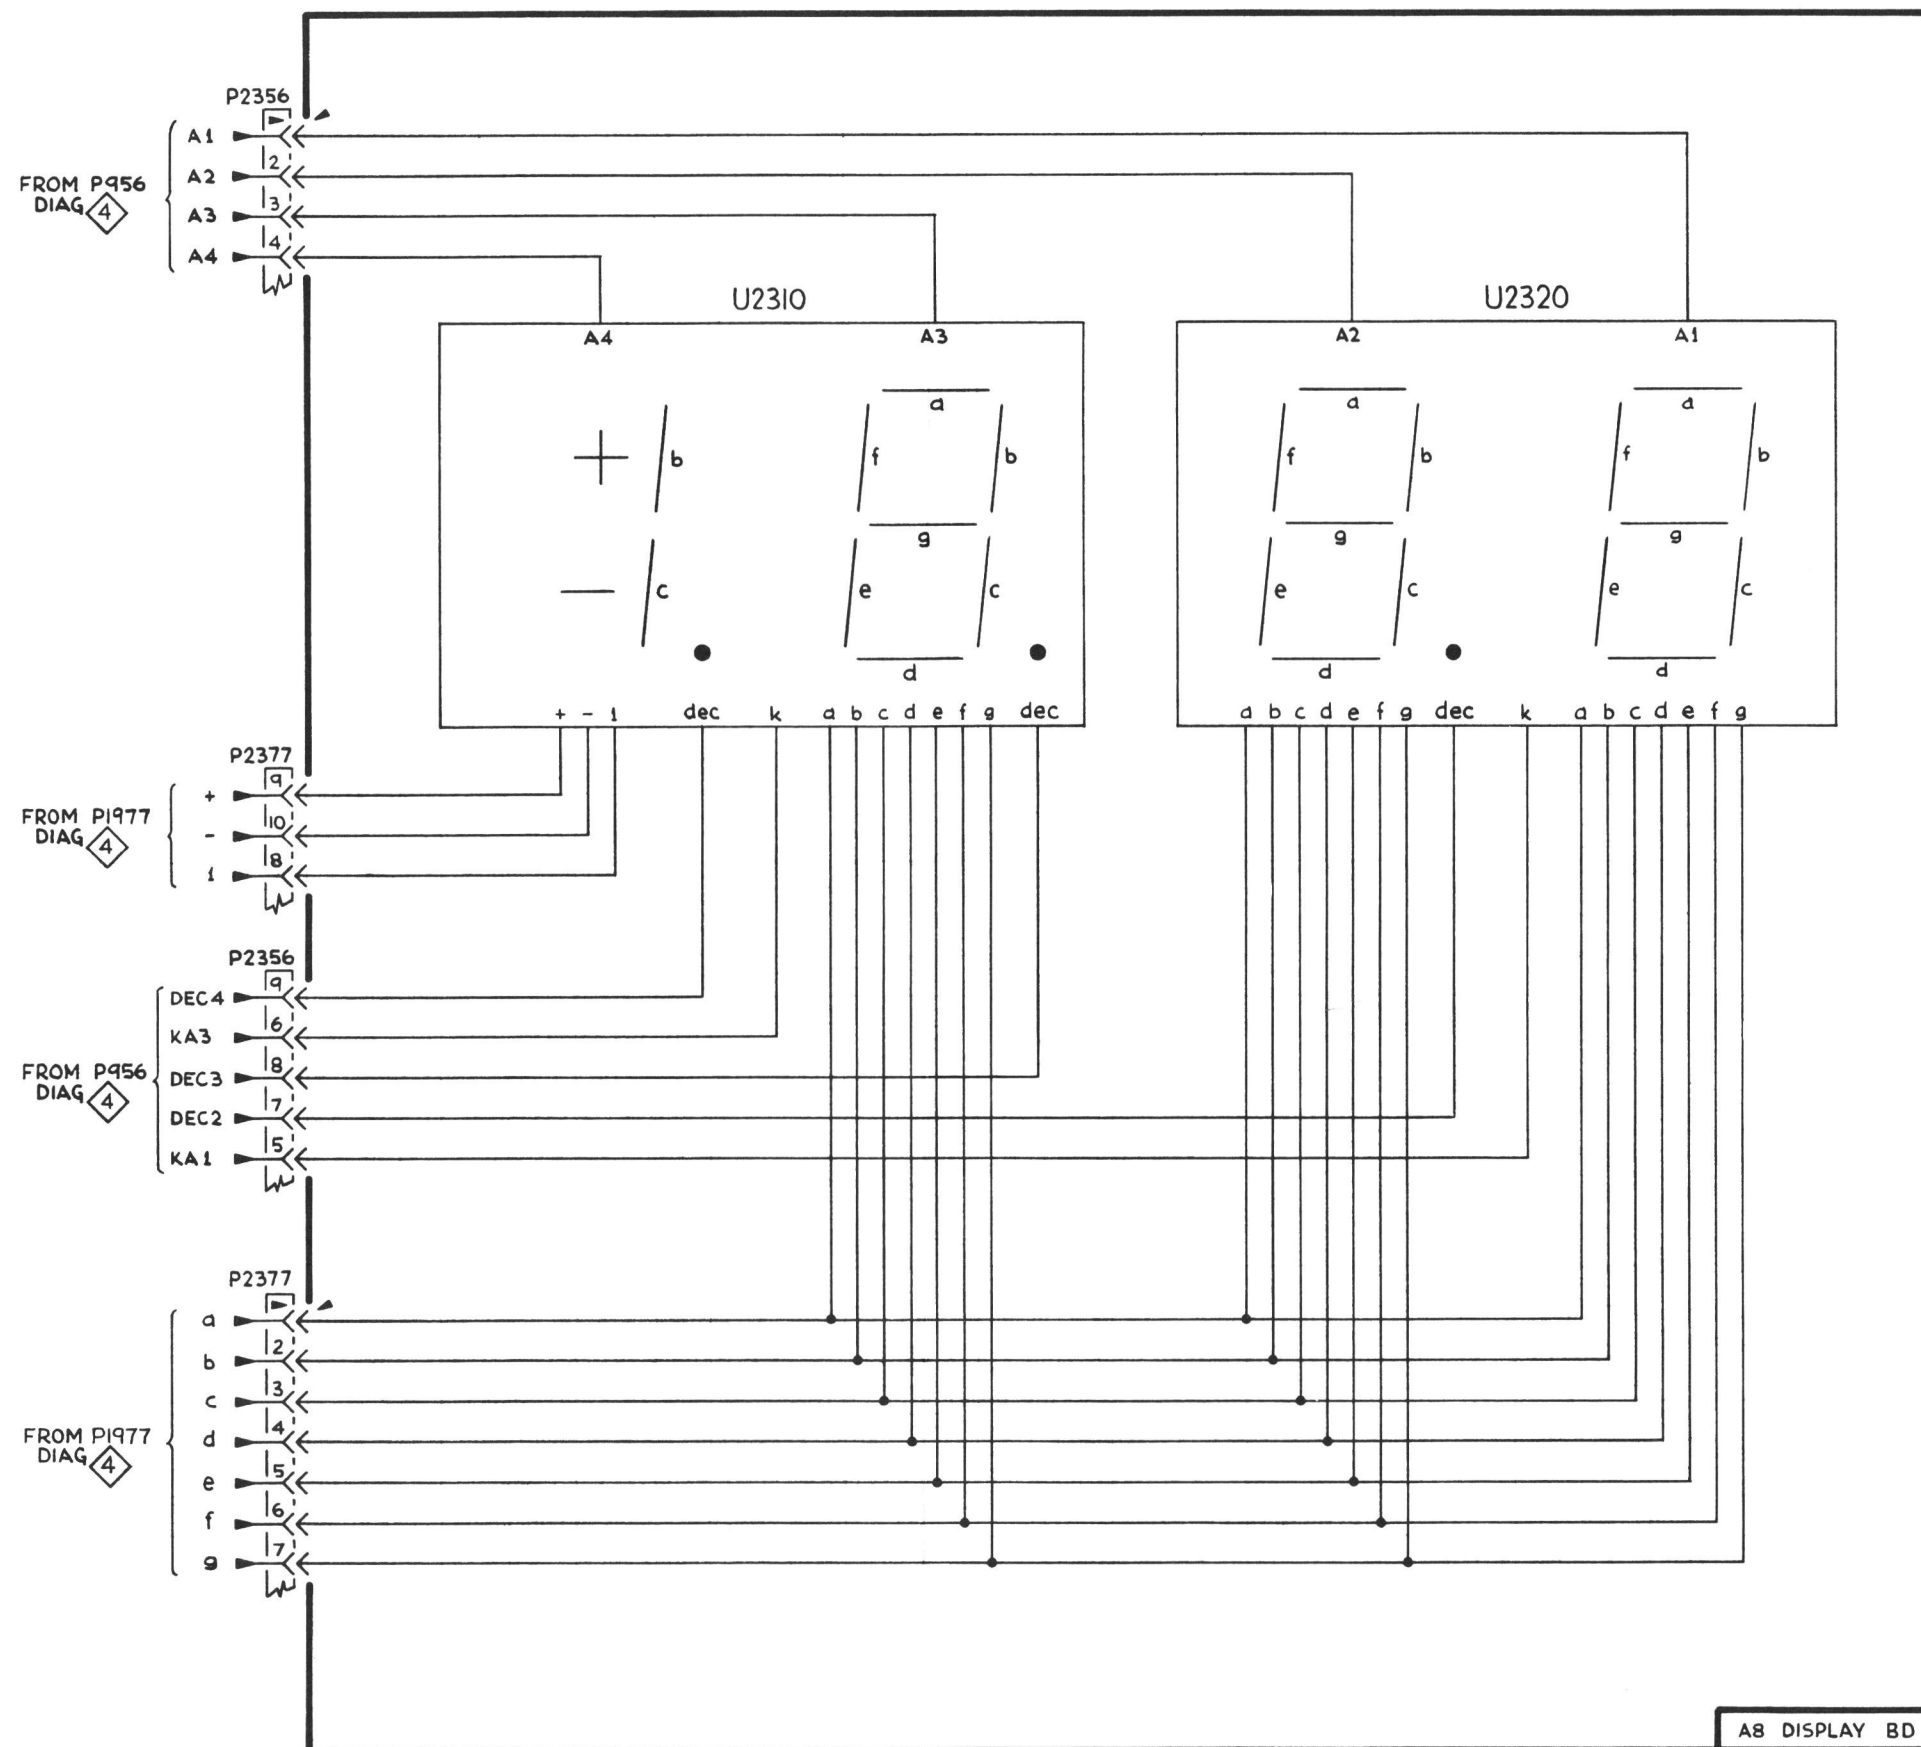 P2356
A1
2
A2
3
A3
4
A4
FROM P956
DIAG 4
U2310
U2320
A4 A3
A2 A1
a a a
b f b f b f b
g g g
c e c e c e c
d d d
+ - 1 dec k a b c d e f g dec
a b c d e f g dec k a b c d e f g
P2377
9
+
10
-
8
1
FROM P1977
DIAG 4
P2356
9
DEC4
6
KA3
8
DEC3
7
DEC2
5
KA1
FROM P956
DIAG 4
P2377
a
2
b
3
c
4
d
5
e
6
f
7
g
FROM P1977
DIAG 4
A8 DISPLAY BD